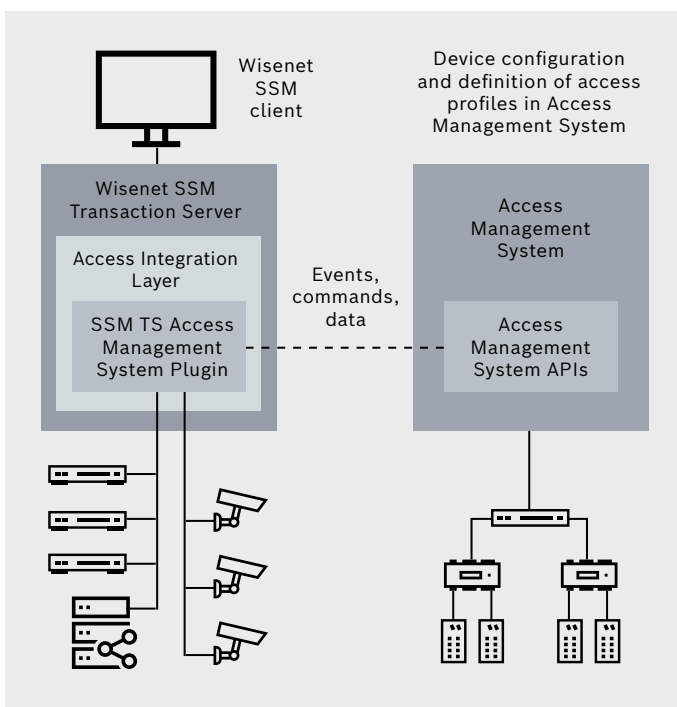 Wisenet
SSM
client
Device configuration
and definition of access
profiles in Access
Management System
Wisenet SSM
Transaction Server
Access Integration
Layer
SSM TS Access
Management
System Plugin
Events,
commands,
data
Access
Management
System
Access
Management
System APIs